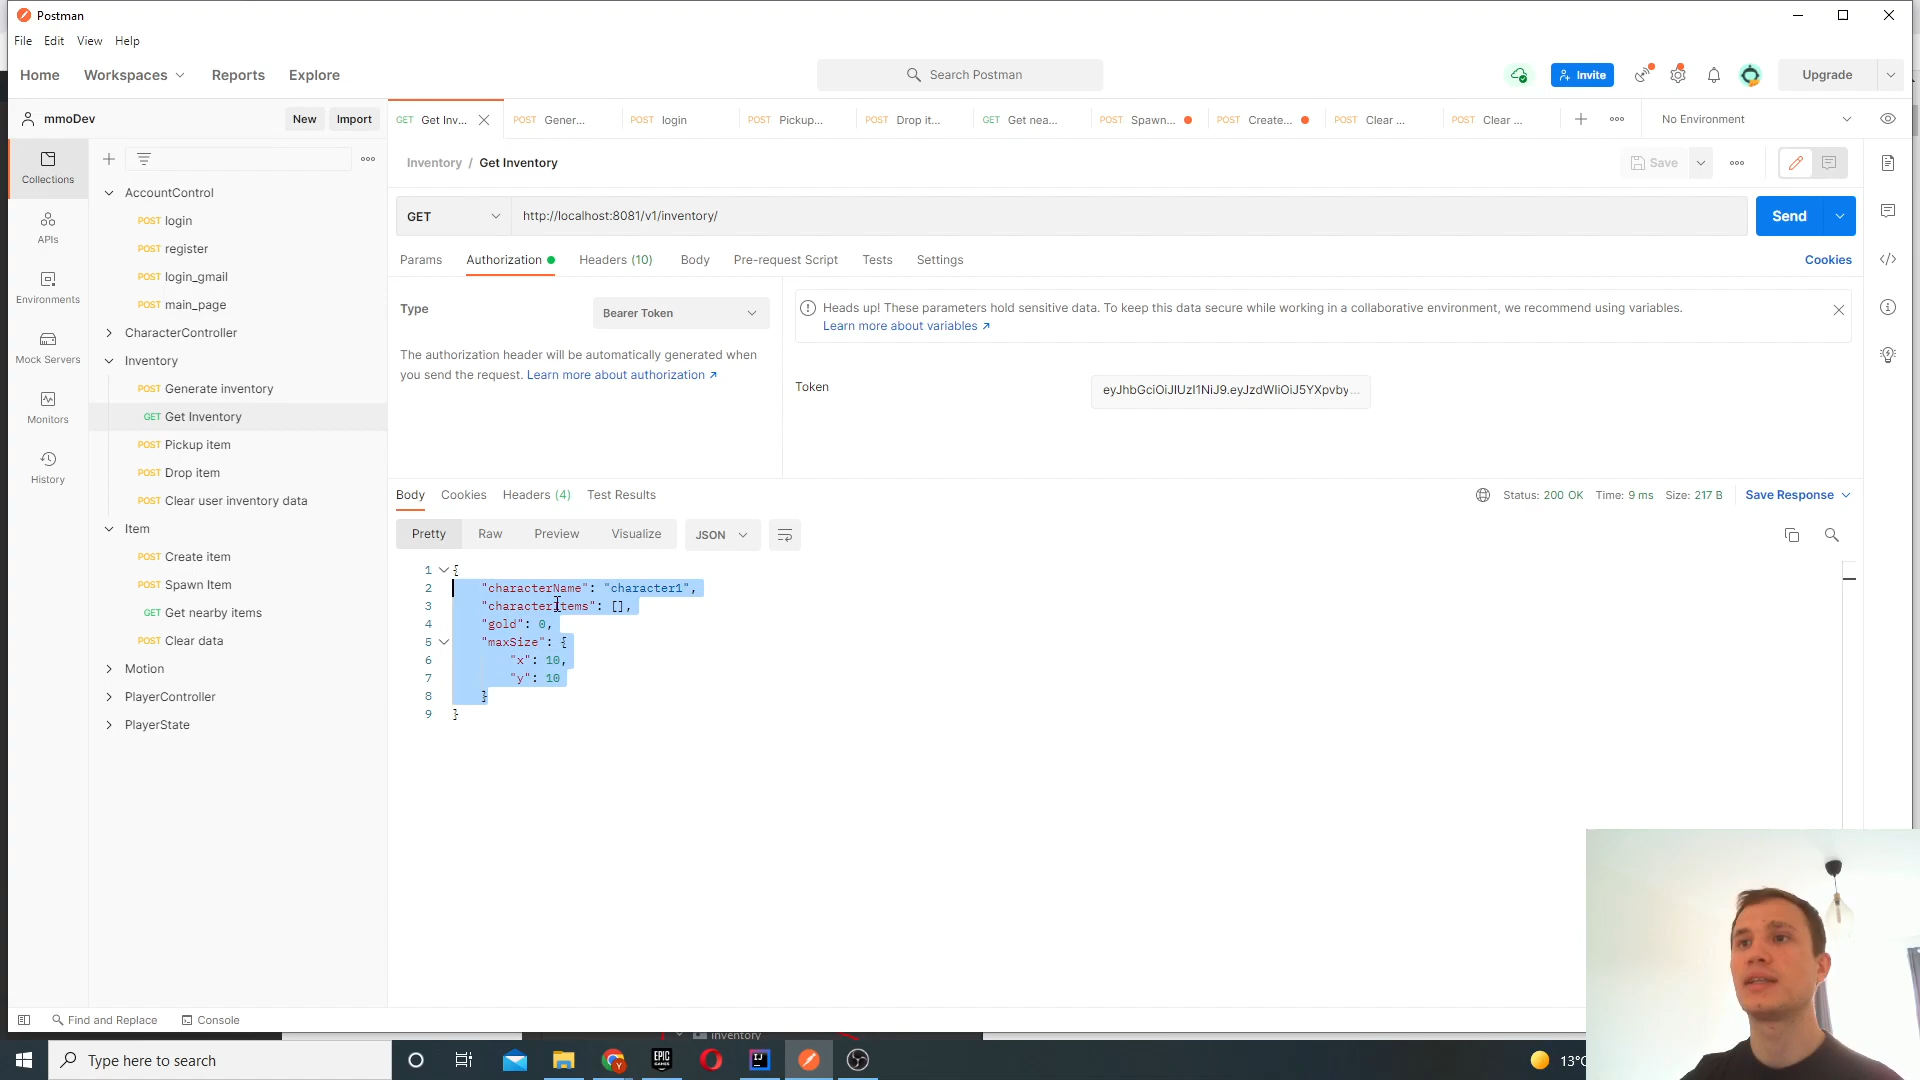 Postman
File Edit View Help
Home Workspaces Reports Explore Search Postman Invite Upgrade
mmoDev New Import
GET Get Inv... POST Gener... POST login POST Pickup... POST Drop it... GET Get nea... POST Spawn... POST Create... POST Clear ... POST Clear ... No Environment
Inventory / Get Inventory Save
GET http://localhost:8081/v1/inventory/ Send
Params Authorization Headers (10) Body Pre-request Script Tests Settings Cookies
Collections
APIs
Environments
Mock Servers
Monitors
History
AccountControl
POST login
POST register
POST login_gmail
POST main_page
CharacterController
Inventory
POST Generate inventory
GET Get Inventory
POST Pickup item
POST Drop item
POST Clear user inventory data
Item
POST Create item
POST Spawn Item
GET Get nearby items
POST Clear data
Motion
PlayerController
PlayerState
Type Bearer Token
The authorization header will be automatically generated when
you send the request. Learn more about authorization ↗
Heads up! These parameters hold sensitive data. To keep this data secure while working in a collaborative environment, we recommend using variables.
Learn more about variables ↗
Token eyJhbGciOiJIUzI1NiJ9.eyJzdWIiOiJ5YXpvby...
Body Cookies Headers (4) Test Results Status: 200 OK Time: 9 ms Size: 217 B Save Response
Pretty Raw Preview Visualize JSON
1 {
2 "characterName": "character1",
3 "characterItems": [],
4 "gold": 0,
5 "maxSize": {
6 "x": 10,
7 "y": 10
8 }
9 }
Find and Replace Console
Inventory
Type here to search
EPIC GAMES
IJ
13°C